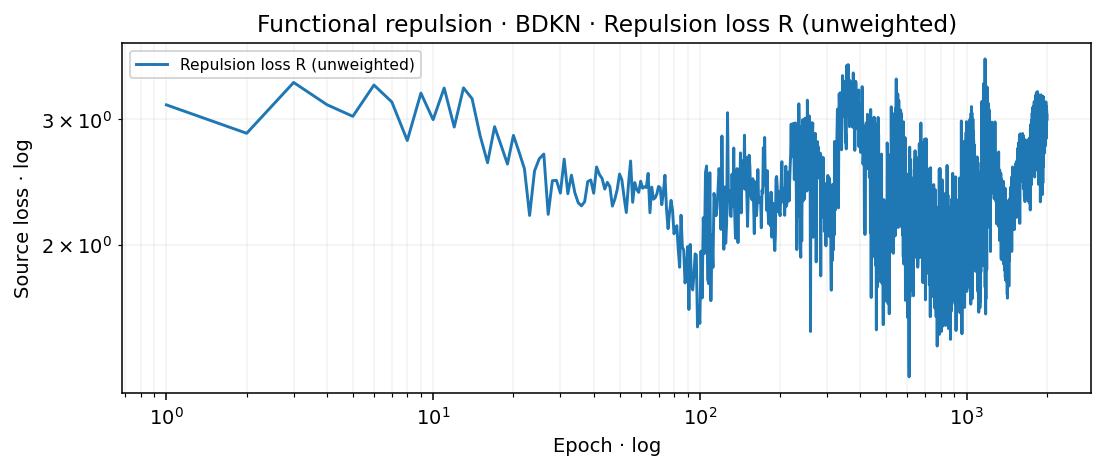 Functional repulsion · BDKN · Repulsion loss R (unweighted)
Repulsion loss R (unweighted)
3 × 10⁰
2 × 10⁰
Source loss · log
10⁰ 10¹ 10² 10³
Epoch · log